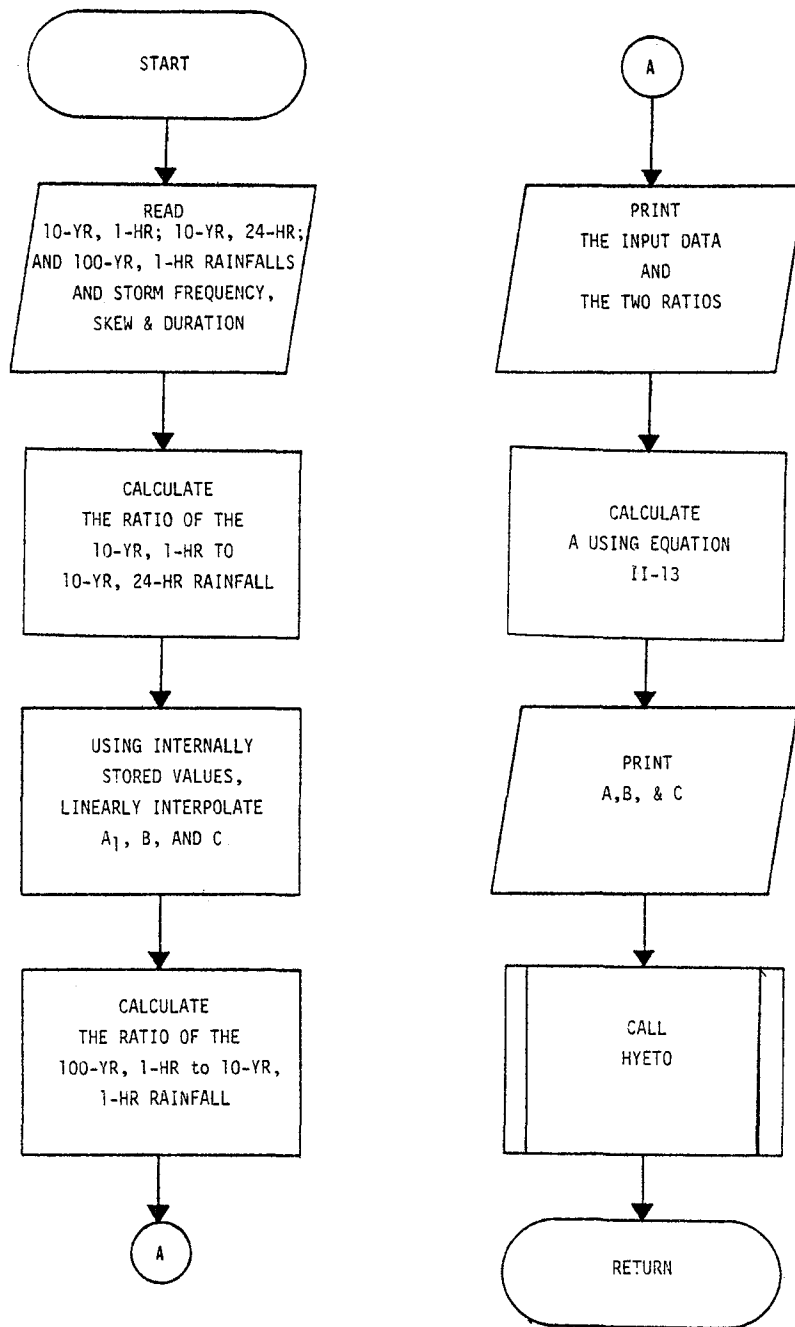 START
READ
10-YR, 1-HR; 10-YR, 24-HR;
AND 100-YR, 1-HR RAINFALLS
AND STORM FREQUENCY,
SKEW & DURATION
CALCULATE
THE RATIO OF THE
10-YR, 1-HR TO
10-YR, 24-HR RAINFALL
USING INTERNALLY
STORED VALUES,
LINEARLY INTERPOLATE
A1, B, AND C
CALCULATE
THE RATIO OF THE
100-YR, 1-HR to 10-YR,
1-HR RAINFALL
A
A
PRINT
THE INPUT DATA
AND
THE TWO RATIOS
CALCULATE
A USING EQUATION
II-13
PRINT
A,B, & C
CALL
HYETO
RETURN